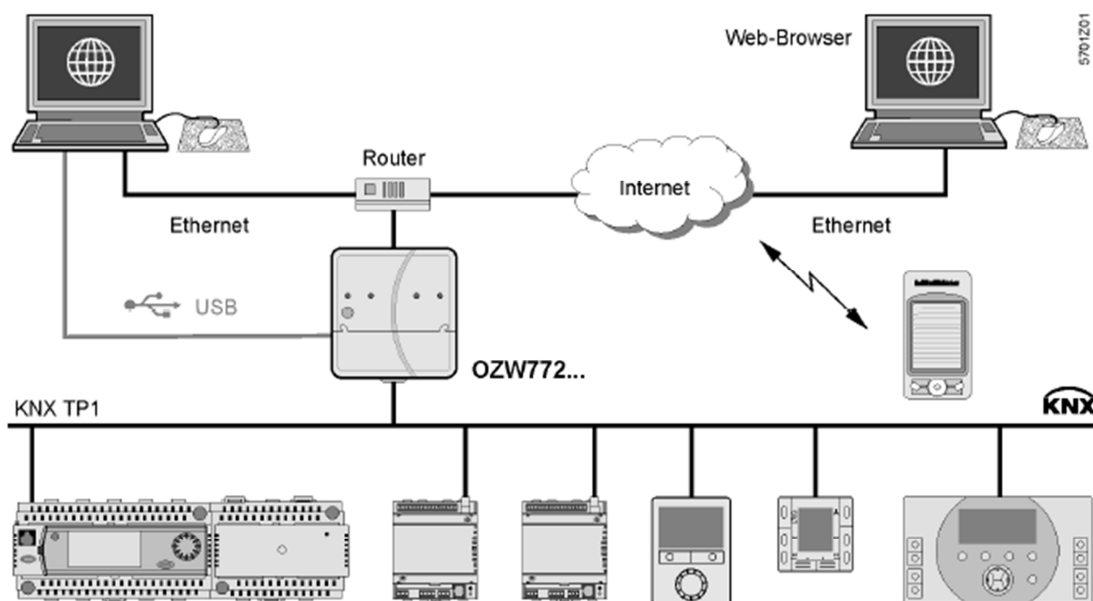 Web-Browser
5701Z01
Router
Internet
Ethernet
Ethernet
USB
OZW772...
KNX TP1
KNX